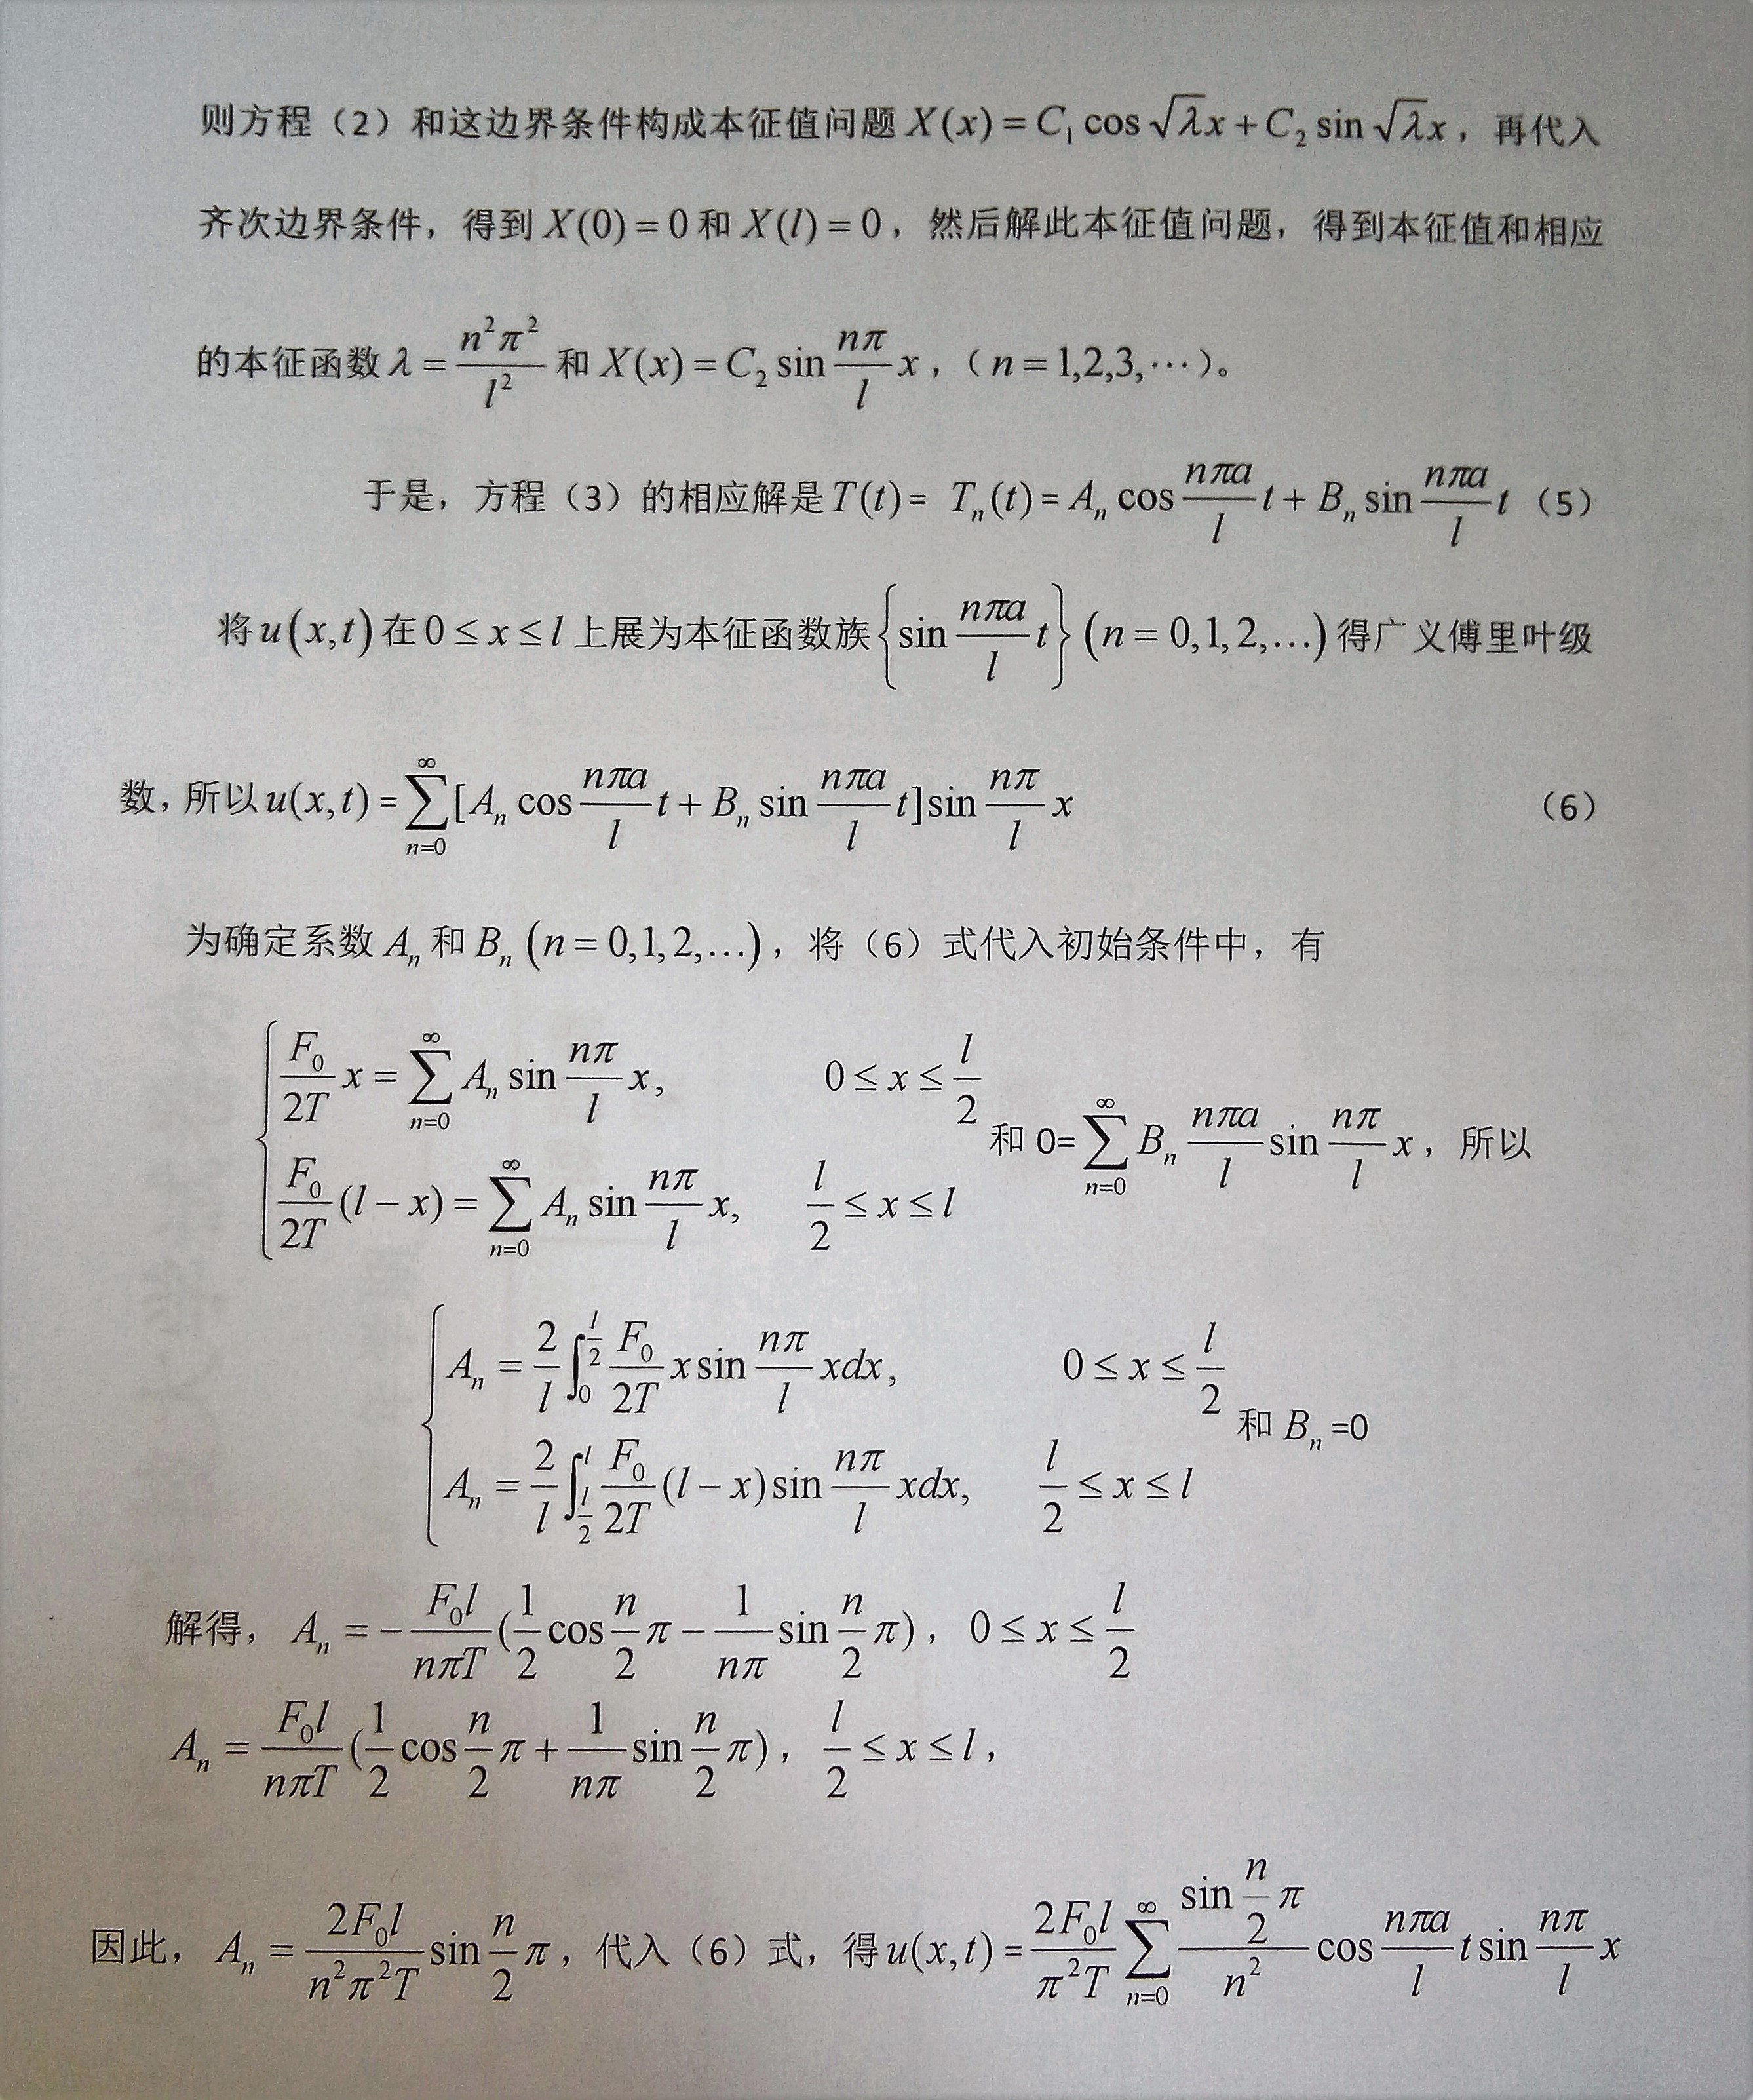 则方程（2）和这边界条件构成本征值问题 $X(x)=C_1\cos\sqrt{\lambda}x+C_2\sin\sqrt{\lambda}x$，再代入
齐次边界条件，得到 $X(0)=0$ 和 $X(l)=0$，然后解此本征值问题，得到本征值和相应
的本征函数 $\lambda=\frac{n^2\pi^2}{l^2}$ 和 $X(x)=C_2\sin\frac{n\pi}{l}x$，（$n=1,2,3,\cdots$）。
于是，方程（3）的相应解是 $T(t)=T_n(t)=A_n\cos\frac{n\pi a}{l}t+B_n\sin\frac{n\pi a}{l}t$（5）
将 $u(x,t)$ 在 $0\le x\le l$ 上展为本征函数族 $\left\{\sin\frac{n\pi a}{l}t\right\}(n=0,1,2,\ldots)$ 得广义傅里叶级
数，所以 $u(x,t)=\sum_{n=0}^{\infty}[A_n\cos\frac{n\pi a}{l}t+B_n\sin\frac{n\pi a}{l}t]\sin\frac{n\pi}{l}x$ （6）
为确定系数 $A_n$ 和 $B_n$ $(n=0,1,2,\ldots)$，将（6）式代入初始条件中，有
$\begin{cases}\frac{F_0}{2T}x=\sum_{n=0}^{\infty}A_n\sin\frac{n\pi}{l}x, & 0\le x\le\frac{l}{2}\\ \frac{F_0}{2T}(l-x)=\sum_{n=0}^{\infty}A_n\sin\frac{n\pi}{l}x, & \frac{l}{2}\le x\le l\end{cases}$ 和 $0=\sum_{n=0}^{\infty}B_n\frac{n\pi a}{l}\sin\frac{n\pi}{l}x$，所以
$\begin{cases}A_n=\frac{2}{l}\int_0^{\frac{l}{2}}\frac{F_0}{2T}x\sin\frac{n\pi}{l}xdx, & 0\le x\le\frac{l}{2}\\ A_n=\frac{2}{l}\int_{\frac{l}{2}}^{l}\frac{F_0}{2T}(l-x)\sin\frac{n\pi}{l}xdx, & \frac{l}{2}\le x\le l\end{cases}$ 和 $B_n=0$
解得，$A_n=-\frac{F_0l}{n\pi T}(\frac{1}{2}\cos\frac{n}{2}\pi-\frac{1}{n\pi}\sin\frac{n}{2}\pi)$，$0\le x\le\frac{l}{2}$
$A_n=\frac{F_0l}{n\pi T}(\frac{1}{2}\cos\frac{n}{2}\pi+\frac{1}{n\pi}\sin\frac{n}{2}\pi)$，$\frac{l}{2}\le x\le l$，
因此，$A_n=\frac{2F_0l}{n^2\pi^2T}\sin\frac{n}{2}\pi$，代入（6）式，得 $u(x,t)=\frac{2F_0l}{\pi^2T}\sum_{n=0}^{\infty}\frac{\sin\frac{n}{2}\pi}{n^2}\cos\frac{n\pi a}{l}t\sin\frac{n\pi}{l}x$